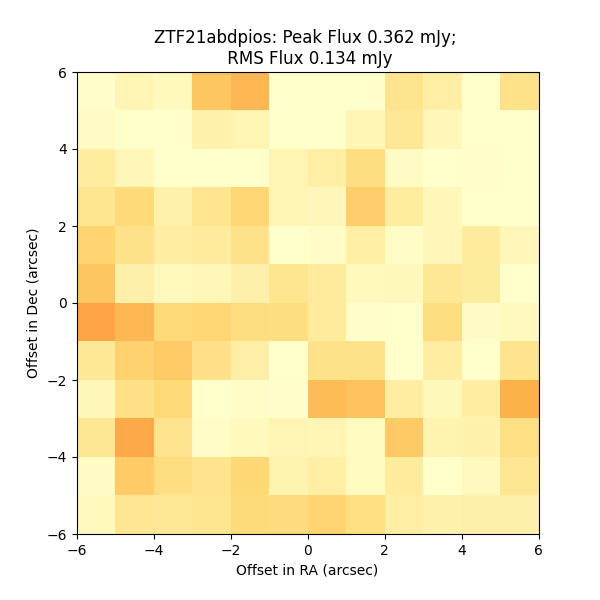 ZTF21abdpios: Peak Flux 0.362 mJy;
RMS Flux 0.134 mJy
6
4
2
0
−2
−4
−6
Offset in Dec (arcsec)
−6 −4 −2 0 2 4 6
Offset in RA (arcsec)